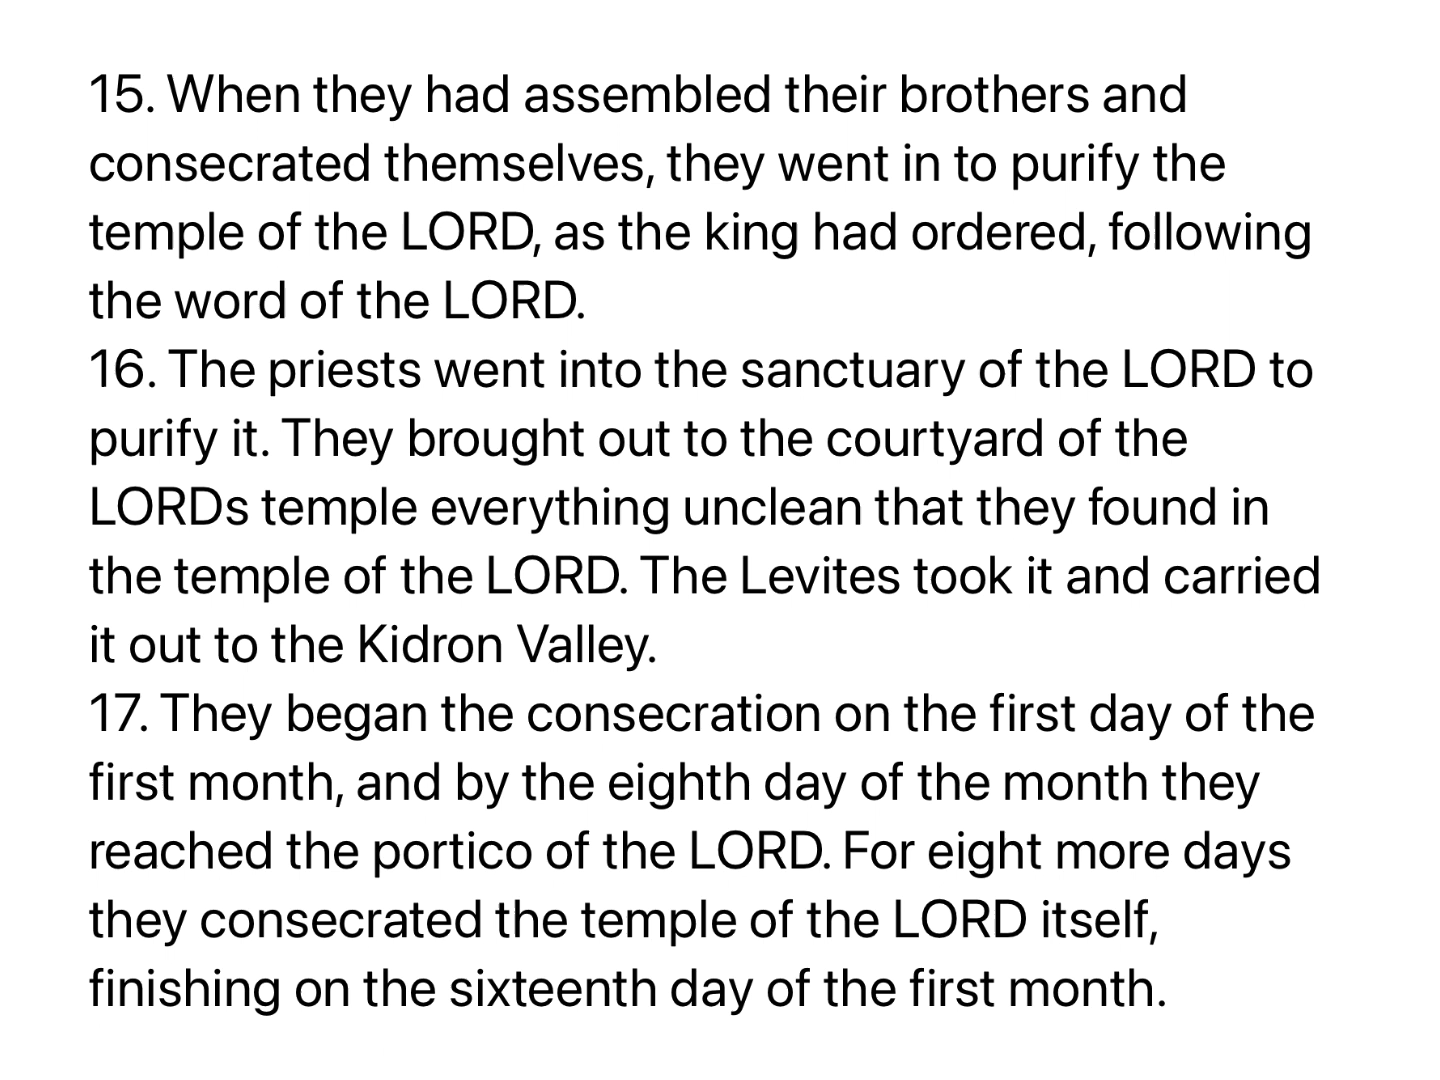 15. When they had assembled their brothers and
consecrated themselves, they went in to purify the
temple of the LORD, as the king had ordered, following
the word of the LORD.
16. The priests went into the sanctuary of the LORD to
purify it. They brought out to the courtyard of the
LORDs temple everything unclean that they found in
the temple of the LORD. The Levites took it and carried
it out to the Kidron Valley.
17. They began the consecration on the first day of the
first month, and by the eighth day of the month they
reached the portico of the LORD. For eight more days
they consecrated the temple of the LORD itself,
finishing on the sixteenth day of the first month.